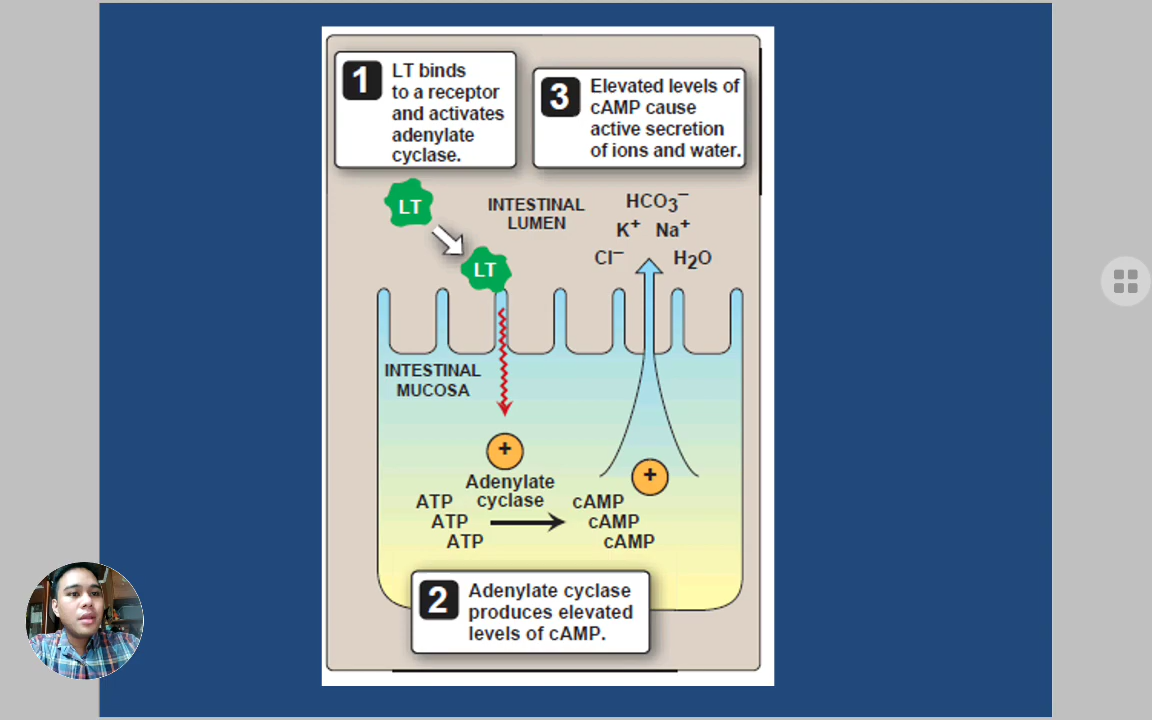 1
LT binds
to a receptor
and activates
adenylate
cyclase.
3
Elevated levels of
cAMP cause
active secretion
of ions and water.
LT
INTESTINAL
LUMEN
HCO3−
K+ Na+
Cl− H2O
LT
INTESTINAL
MUCOSA
+
+
Adenylate
cyclase
ATP
ATP
ATP
cAMP
cAMP
cAMP
2
Adenylate cyclase
produces elevated
levels of cAMP.